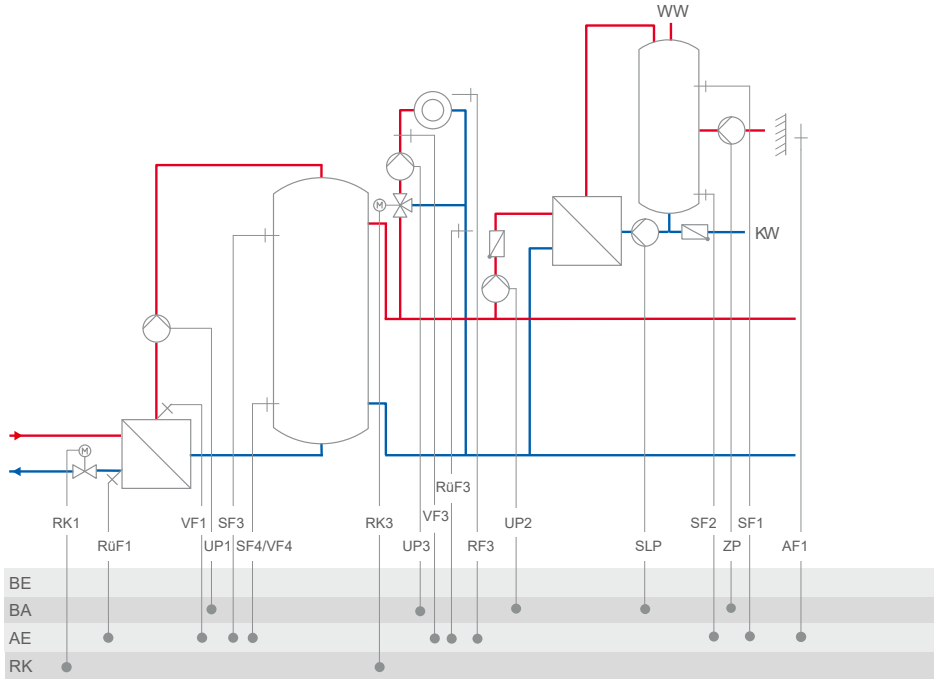 WW
KW
M
M
RüF3
RK1 VF1 SF3 RK3 VF3 UP2 SF2 SF1
RüF1 UP1 SF4/VF4 UP3 RF3 SLP ZP AF1
BE
BA
AE
RK